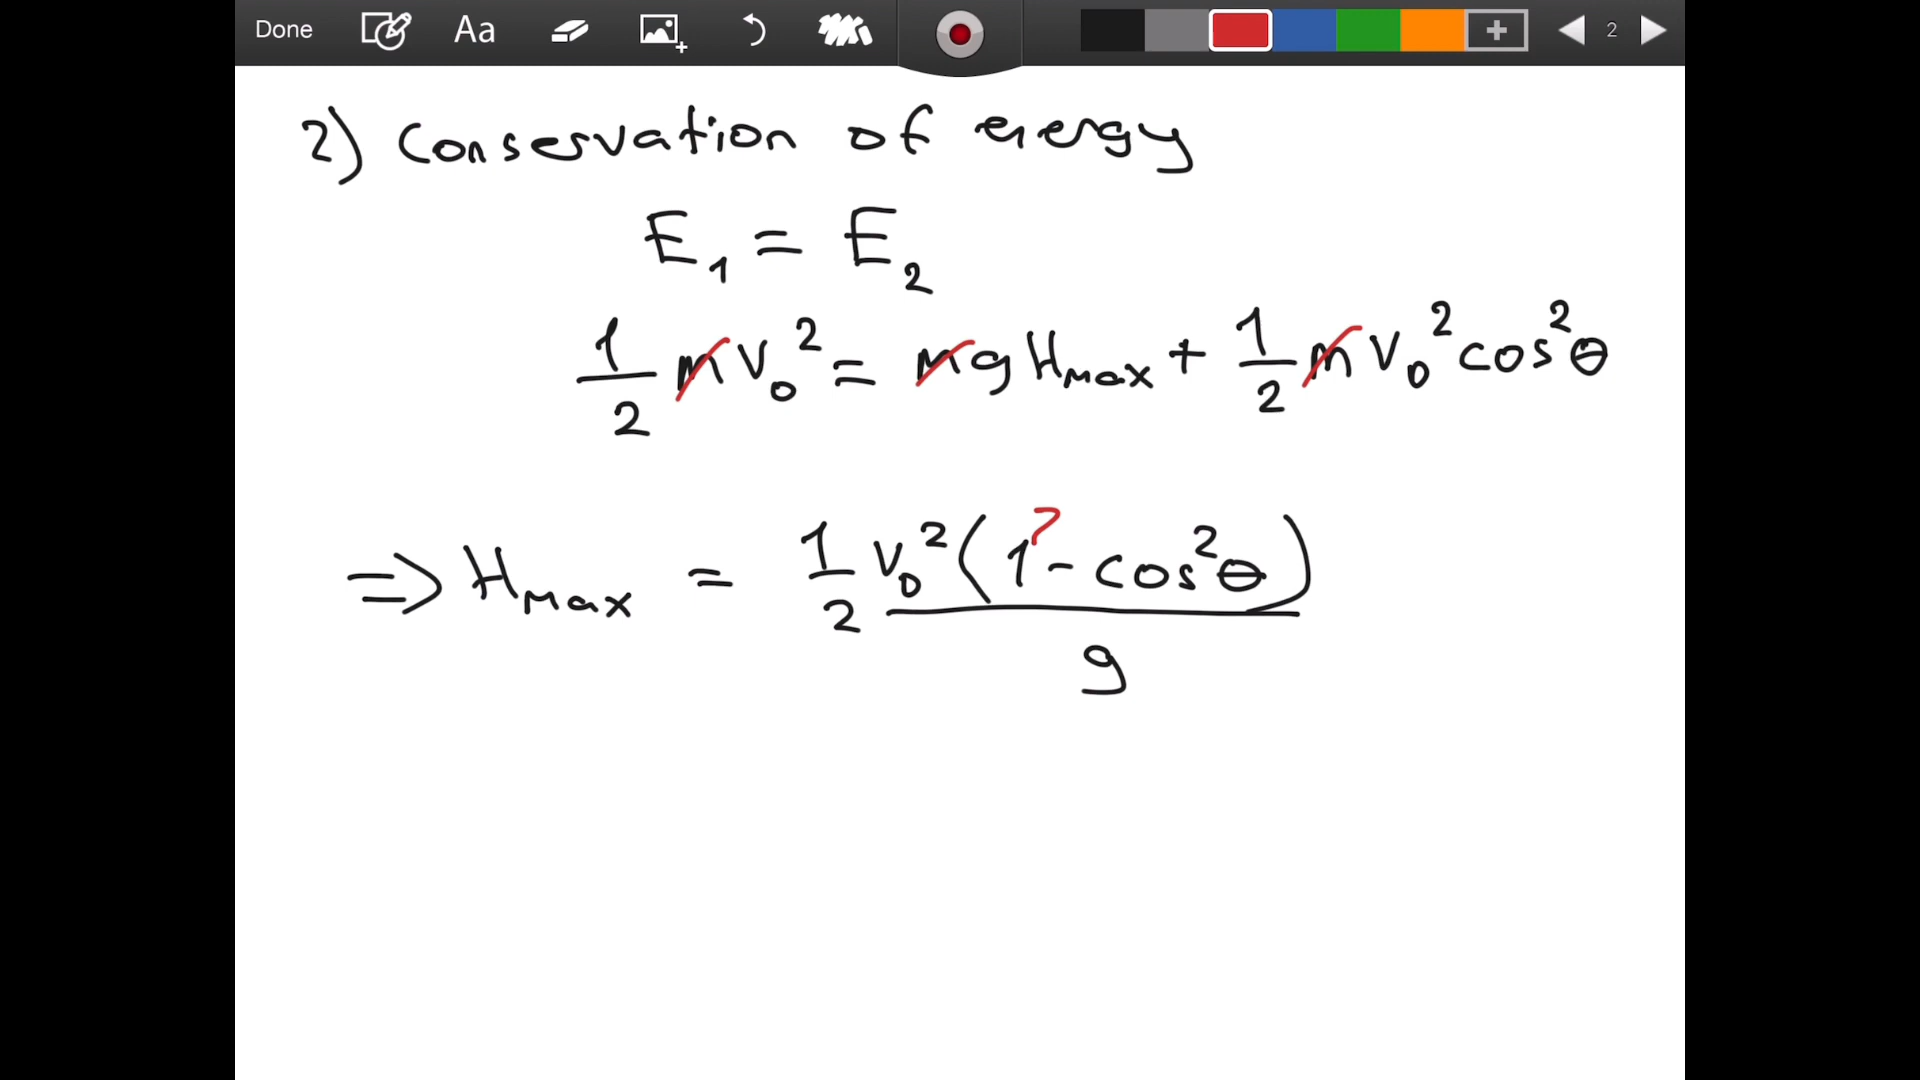 Done Aa 2
2) Conservation of energy
E₁ = E₂
1/2 mv₀² = mgHmax + 1/2 mv₀² cos²θ
=> Hmax = 1/2 v₀² (1 - cos²θ) / g